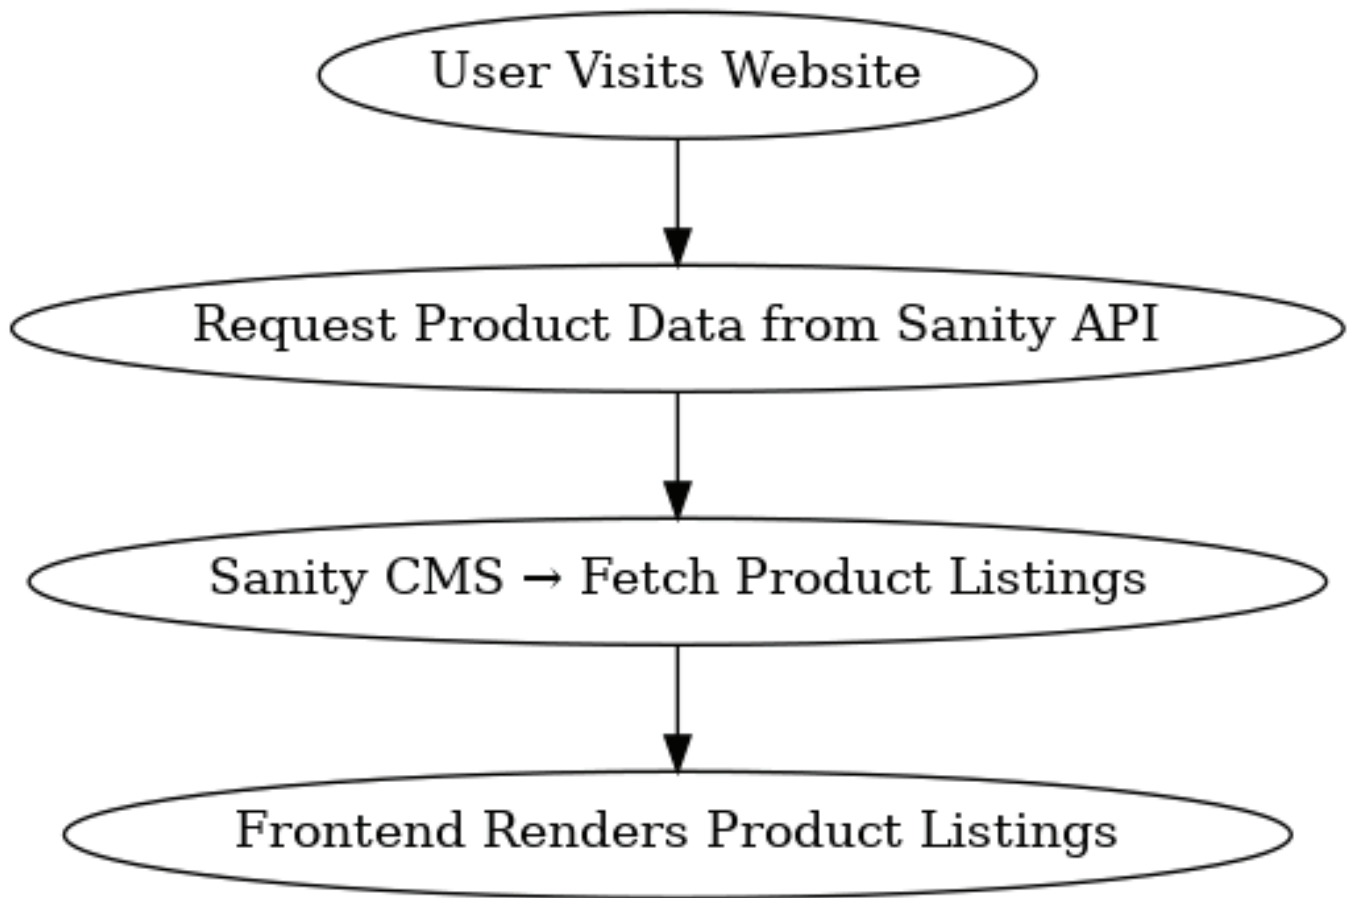 User Visits Website
Request Product Data from Sanity API
Sanity CMS → Fetch Product Listings
Frontend Renders Product Listings